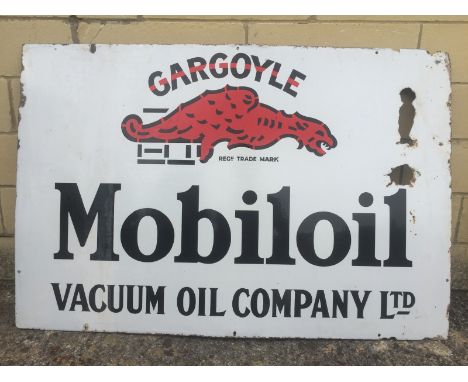 GARGOYLE
REGD TRADE MARK
Mobiloil
VACUUM OIL COMPANY LTD